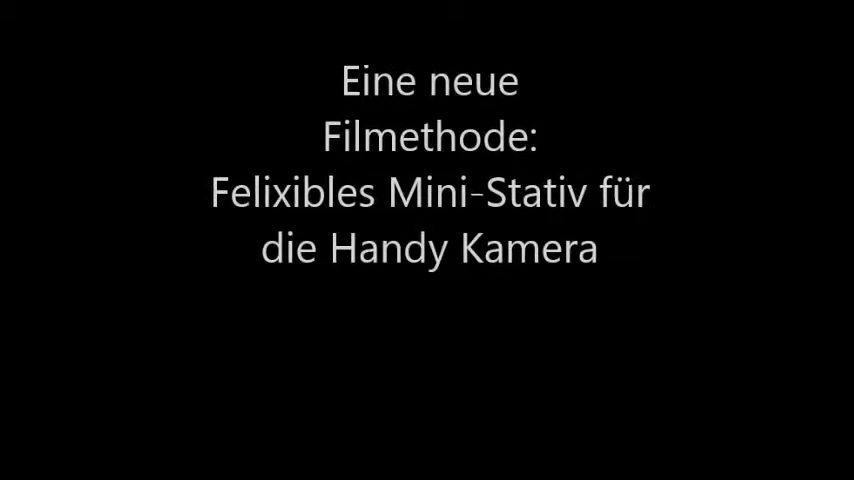 Eine neue
Filmethode:
Felixibles Mini-Stativ für
die Handy Kamera